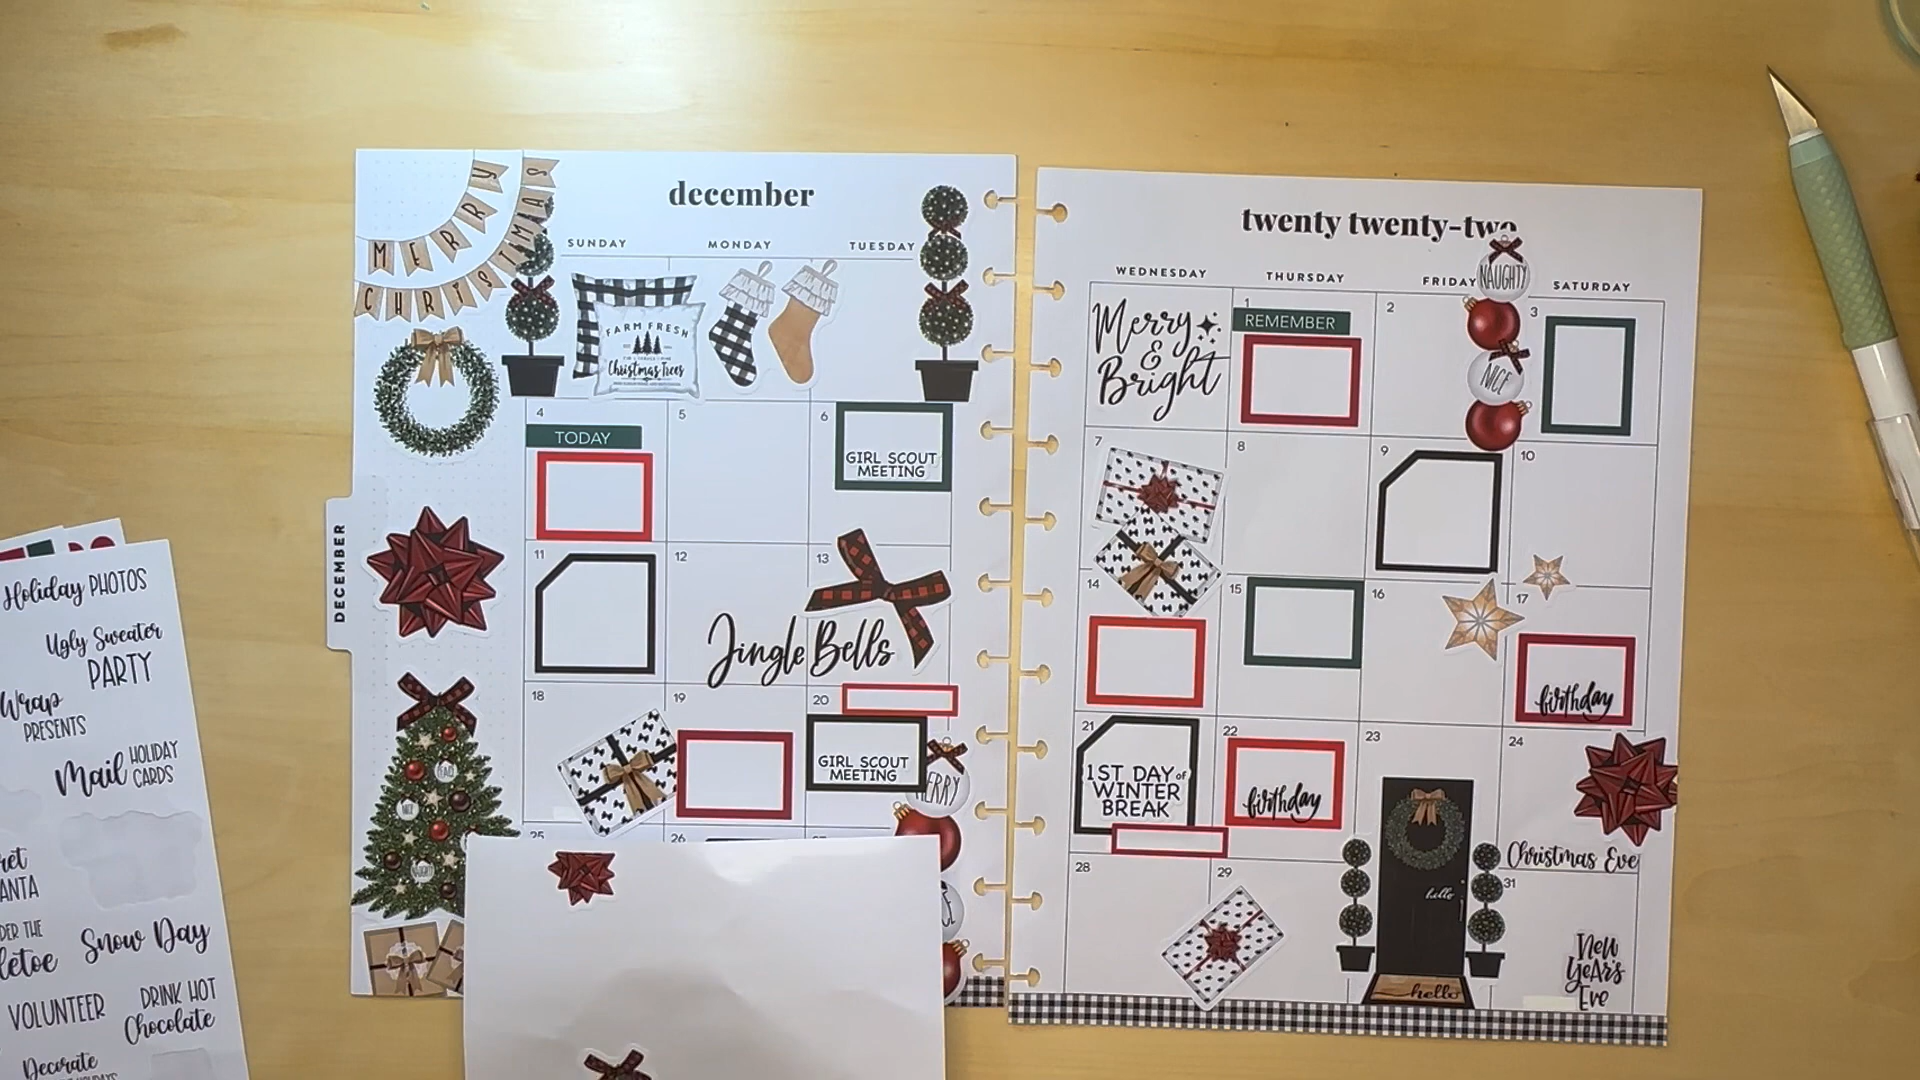 MERRY
CHRISTMAS
december
SUNDAY MONDAY TUESDAY
FARM FRESH
Christmas Trees
4
TODAY
5
6
GIRL SCOUT
MEETING
DECEMBER
11
12
13
Jingle Bells
18
19
20
GIRL SCOUT
MEETING
MERRY
25
26
twenty twenty-two
WEDNESDAY THURSDAY FRIDAY SATURDAY
NAUGHTY
NICE
Merry
&
Bright
1
REMEMBER
2
3
7
8
9
10
14
15
16
17
birthday
21
1ST DAY of
WINTER
BREAK
22
birthday
23
hello
hello
24
Christmas Eve
28
29
31
New
Year's
Eve
Holiday PHOTOS
Ugly Sweater
PARTY
Wrap
PRESENTS
Mail HOLIDAY
CARDS
Snow Day
VOLUNTEER
DRINK HOT
Chocolate
Decorate